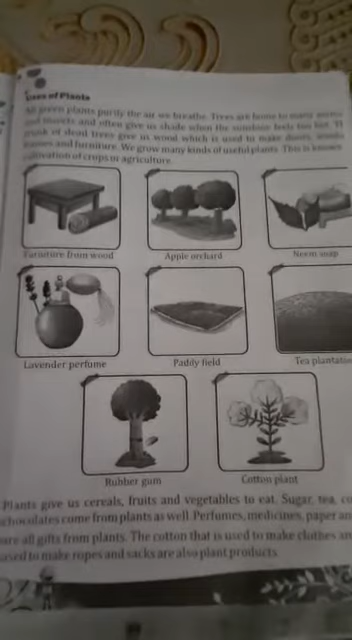 Uses of Plants
All green plants purify the air we breathe. Trees are home to many
and insects and often give us shade when the sunshine feels too hot. T
trunk of dead trees give us wood which is used to make
and furniture. We grow many kinds of useful plants. This is known
cultivation of crops or agriculture.
Furniture from wood
Apple orchard
Neem soap
Lavender perfume
Paddy field
Tea plantatio
Rubber gum
Cotton plant
Plants give us cereals, fruits and vegetables to eat. Sugar, tea, co
chocolates come from plants as well. Perfumes, medicines, paper an
are all gifts from plants. The cotton that is used to make clothes an
used to make ropes and sacks are also plant products